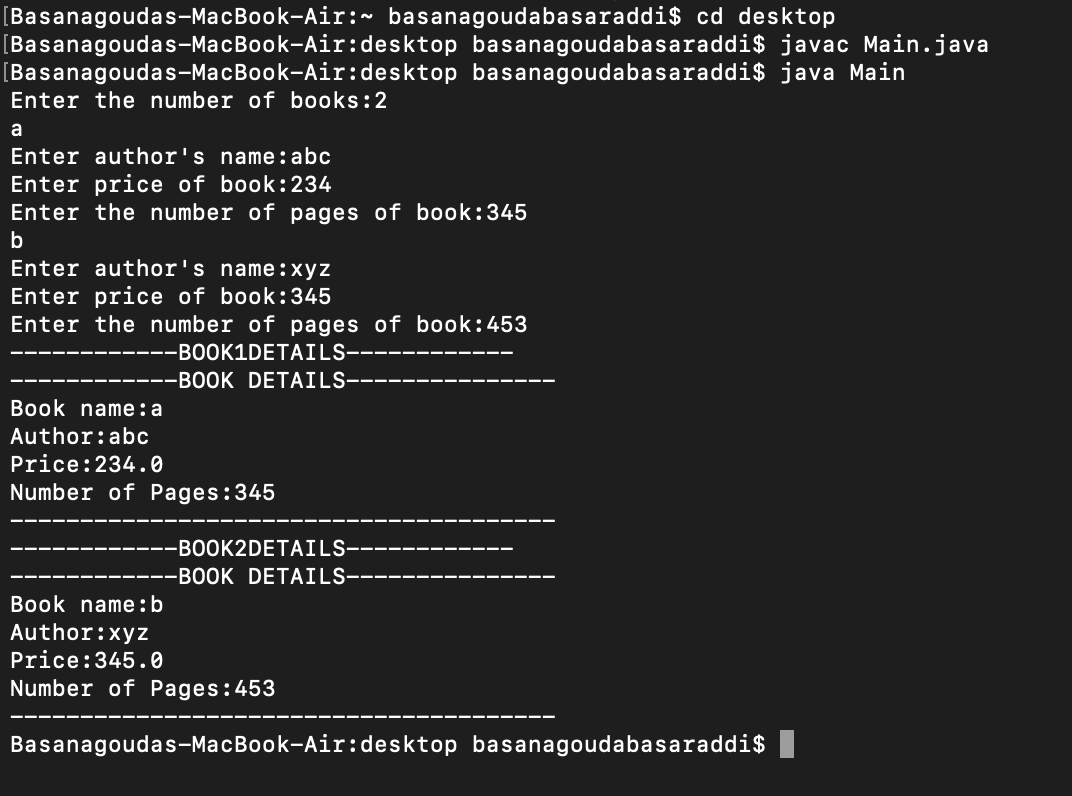 [Basanagoudas-MacBook-Air:~ basanagoudabasaraddi$ cd desktop
[Basanagoudas-MacBook-Air:desktop basanagoudabasaraddi$ javac Main.java
[Basanagoudas-MacBook-Air:desktop basanagoudabasaraddi$ java Main
Enter the number of books:2
a
Enter author's name:abc
Enter price of book:234
Enter the number of pages of book:345
b
Enter author's name:xyz
Enter price of book:345
Enter the number of pages of book:453
------------BOOK1DETAILS------------
------------BOOK DETAILS---------------
Book name:a
Author:abc
Price:234.0
Number of Pages:345
---------------------------------------
------------BOOK2DETAILS------------
------------BOOK DETAILS---------------
Book name:b
Author:xyz
Price:345.0
Number of Pages:453
---------------------------------------
Basanagoudas-MacBook-Air:desktop basanagoudabasaraddi$